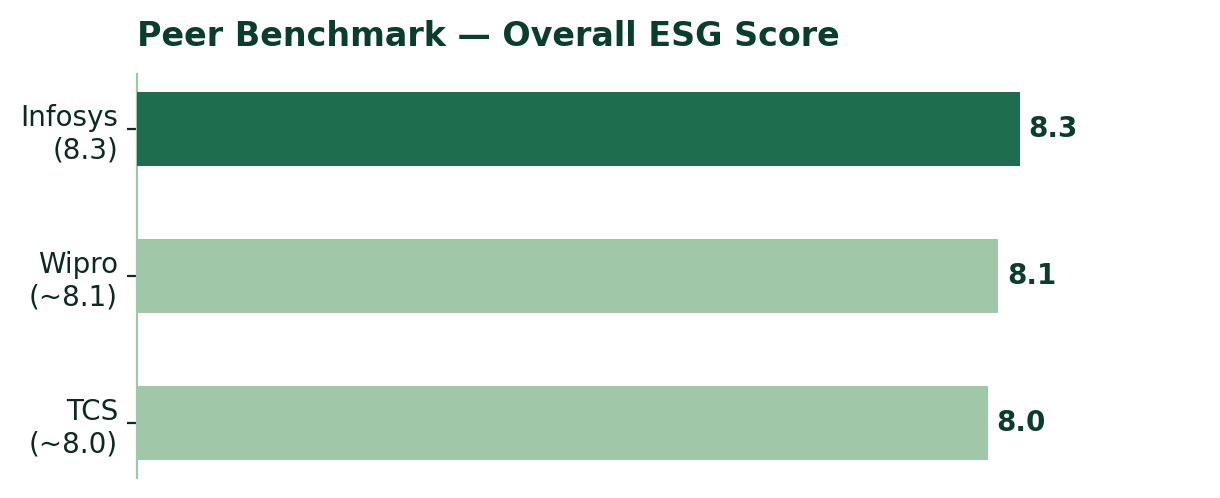 Peer Benchmark — Overall ESG Score
Infosys
(8.3)
8.3
Wipro
(~8.1)
8.1
TCS
(~8.0)
8.0